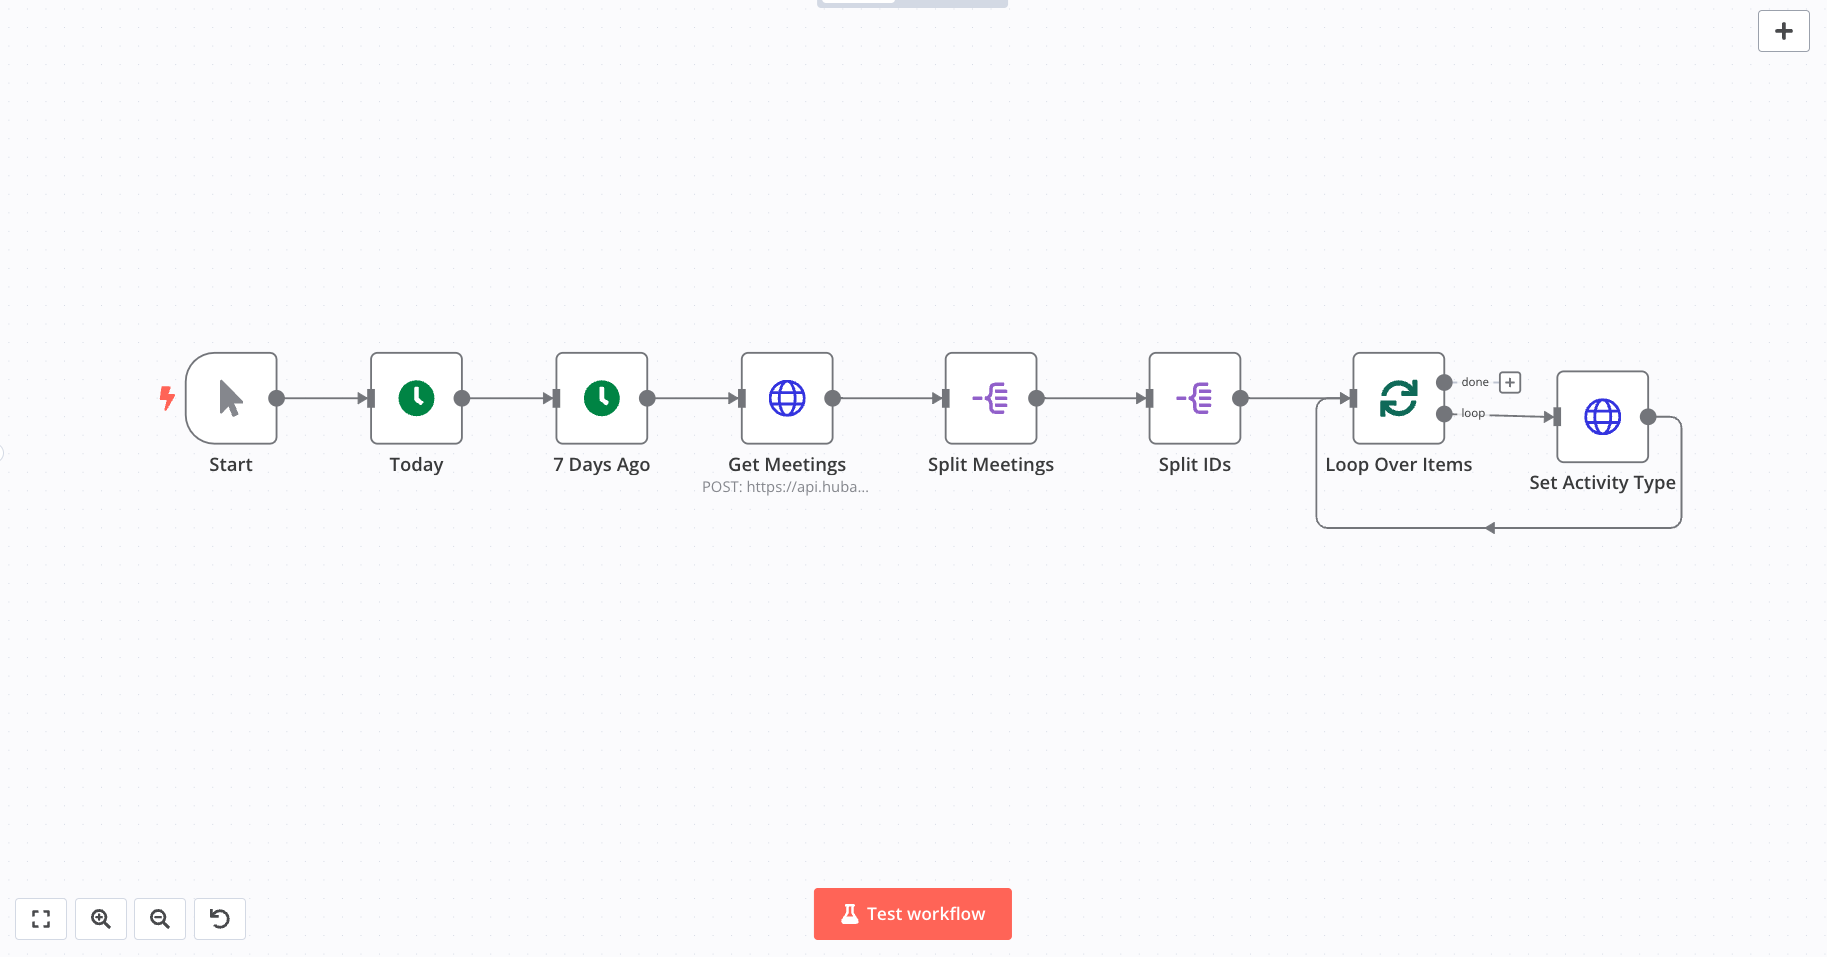 done
loop
Start
Today
7 Days Ago
Get Meetings
POST: https://api.huba...
Split Meetings
Split IDs
Loop Over Items
Set Activity Type
Test workflow